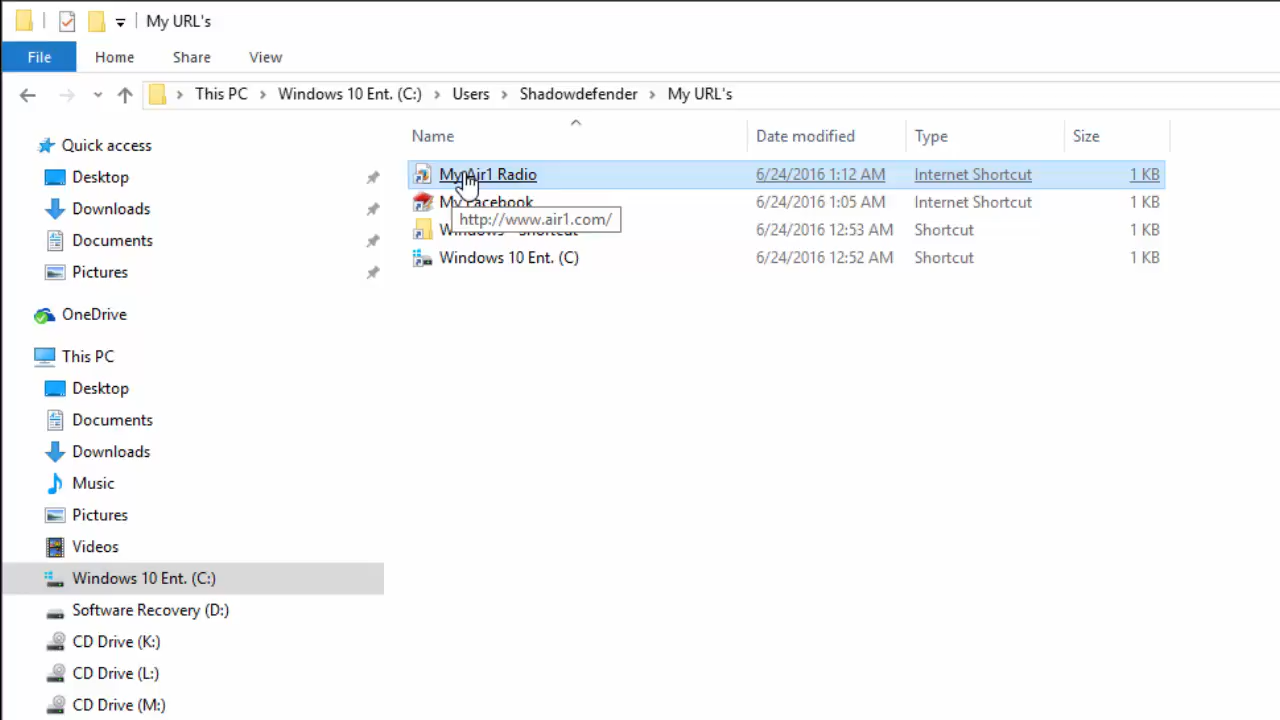 My URL's
File Home Share View
This PC Windows 10 Ent. (C:) Users Shadowdefender My URL's
Name Date modified Type Size
Quick access
Desktop
Downloads
Documents
Pictures
OneDrive
This PC
Desktop
Documents
Downloads
Music
Pictures
Videos
Windows 10 Ent. (C:)
Software Recovery (D:)
CD Drive (K:)
CD Drive (L:)
CD Drive (M:)
My Air1 Radio 6/24/2016 1:12 AM Internet Shortcut 1 KB
My Facebook 6/24/2016 1:05 AM Internet Shortcut 1 KB
http://www.air1.com/
Windows - Shortcut 6/24/2016 12:53 AM Shortcut 1 KB
Windows 10 Ent. (C) 6/24/2016 12:52 AM Shortcut 1 KB